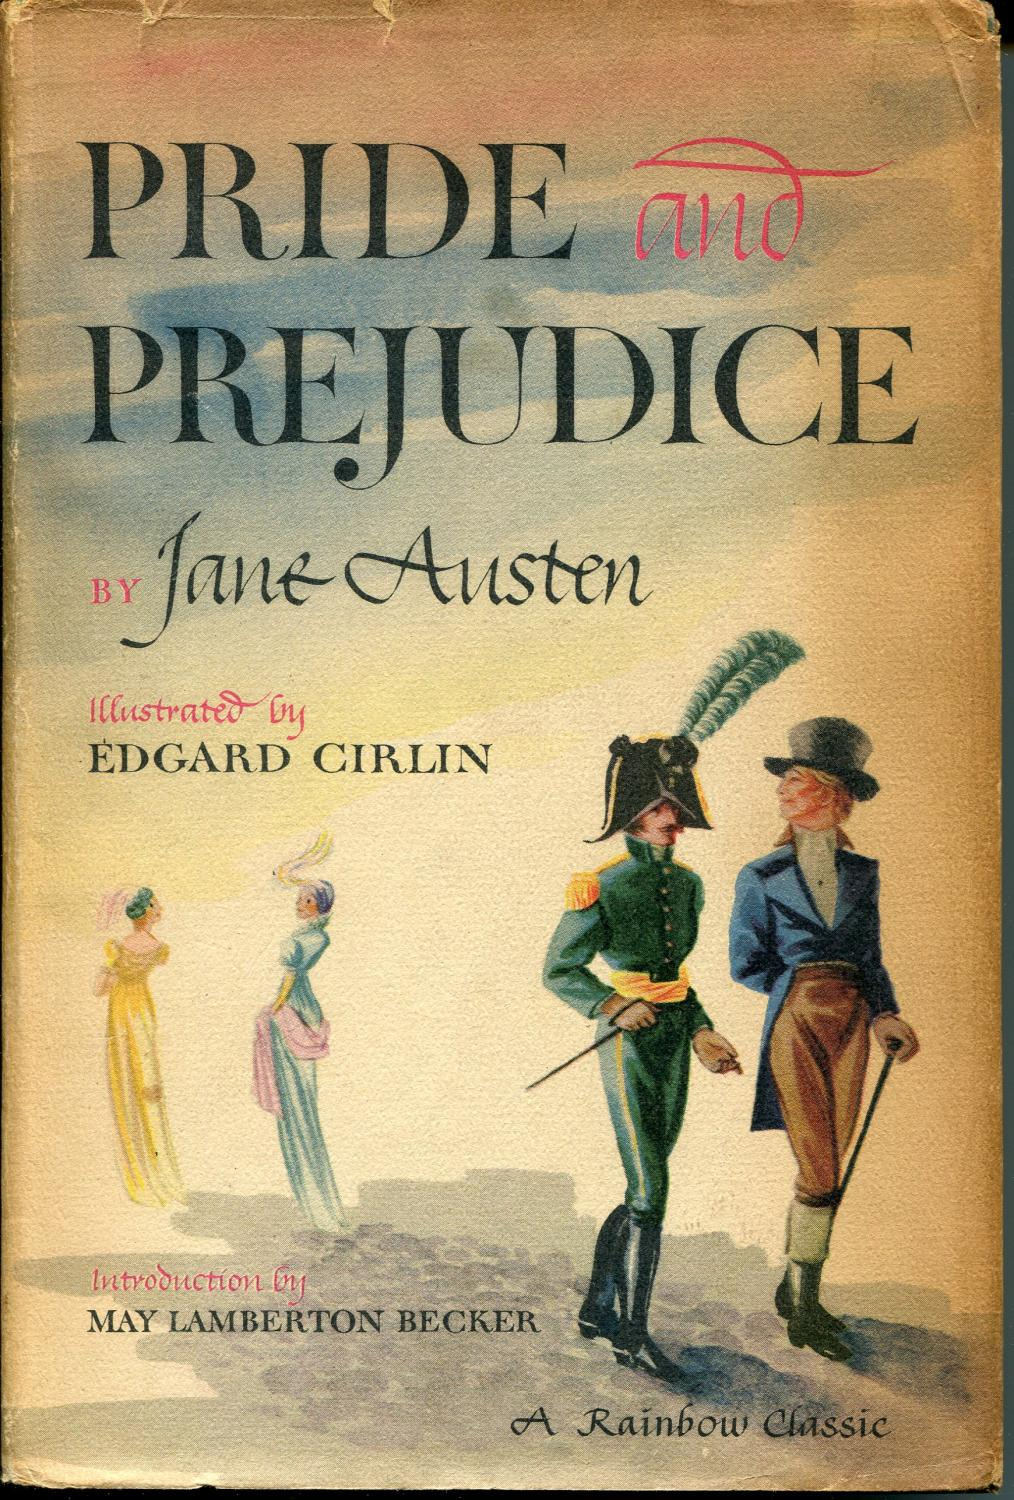 PRIDE and
PREJUDICE
BY Jane Austen
Illustrated by
EDGARD CIRLIN
Introduction by
MAY LAMBERTON BECKER
A Rainbow Classic